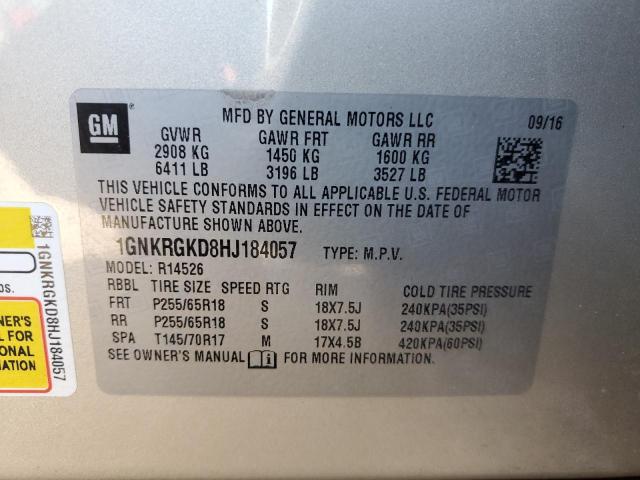 GM
MFD BY GENERAL MOTORS LLC 09/16
GVWR GAWR FRT GAWR RR
2908 KG 1450 KG 1600 KG
6411 LB 3196 LB 3527 LB
THIS VEHICLE CONFORMS TO ALL APPLICABLE U.S. FEDERAL MOTOR
VEHICLE SAFETY STANDARDS IN EFFECT ON THE DATE OF
MANUFACTURE SHOWN ABOVE.
1GNKRGKD8HJ184057 TYPE: M.P.V.
MODEL: R14526
RBBL TIRE SIZE SPEED RTG RIM COLD TIRE PRESSURE
FRT P255/65R18 S 18X7.5J 240KPA(35PSI)
RR P255/65R18 S 18X7.5J 240KPA(35PSI)
SPA T145/70R17 M 17X4.5B 420KPA(60PSI)
SEE OWNER'S MANUAL FOR MORE INFORMATION
1GNKRGKD8HJ184057
NER'S
L FOR
ONAL
MATION